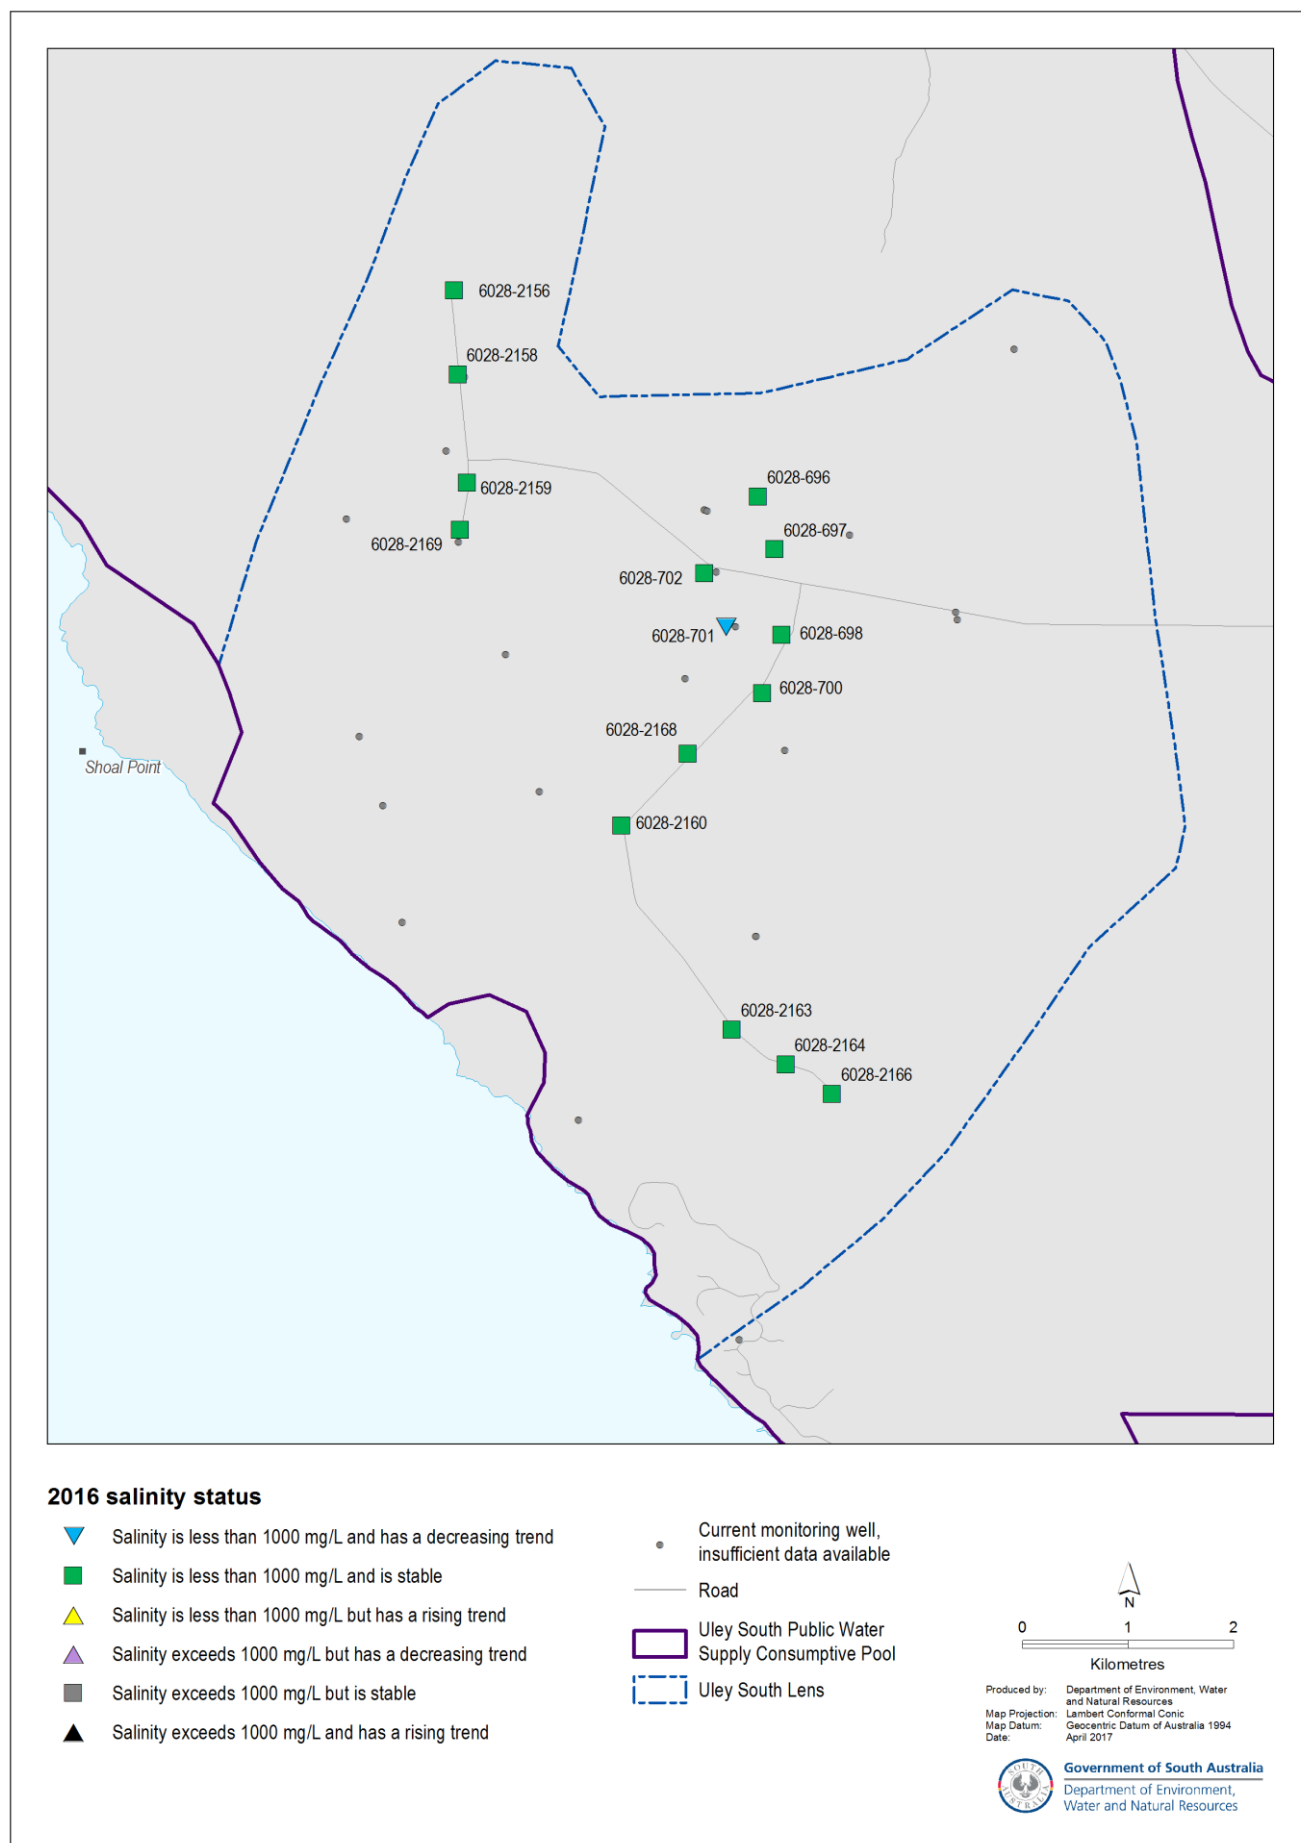 6028-2156
6028-2158
6028-2159
6028-2169
6028-696
6028-697
6028-702
6028-701
6028-698
6028-700
6028-2168
6028-2160
Shoal Point
6028-2163
6028-2164
6028-2166
2016 salinity status
Salinity is less than 1000 mg/L and has a decreasing trend
Salinity is less than 1000 mg/L and is stable
Salinity is less than 1000 mg/L but has a rising trend
Salinity exceeds 1000 mg/L but has a decreasing trend
Salinity exceeds 1000 mg/L but is stable
Salinity exceeds 1000 mg/L and has a rising trend
Current monitoring well,
insufficient data available
Road
Uley South Public Water
Supply Consumptive Pool
Uley South Lens
N
0 1 2
Kilometres
Produced by: Department of Environment, Water
and Natural Resources
Map Projection: Lambert Conformal Conic
Map Datum: Geocentric Datum of Australia 1994
Date: April 2017
SOUTH AUSTRALIA
Government of South Australia
Department of Environment,
Water and Natural Resources